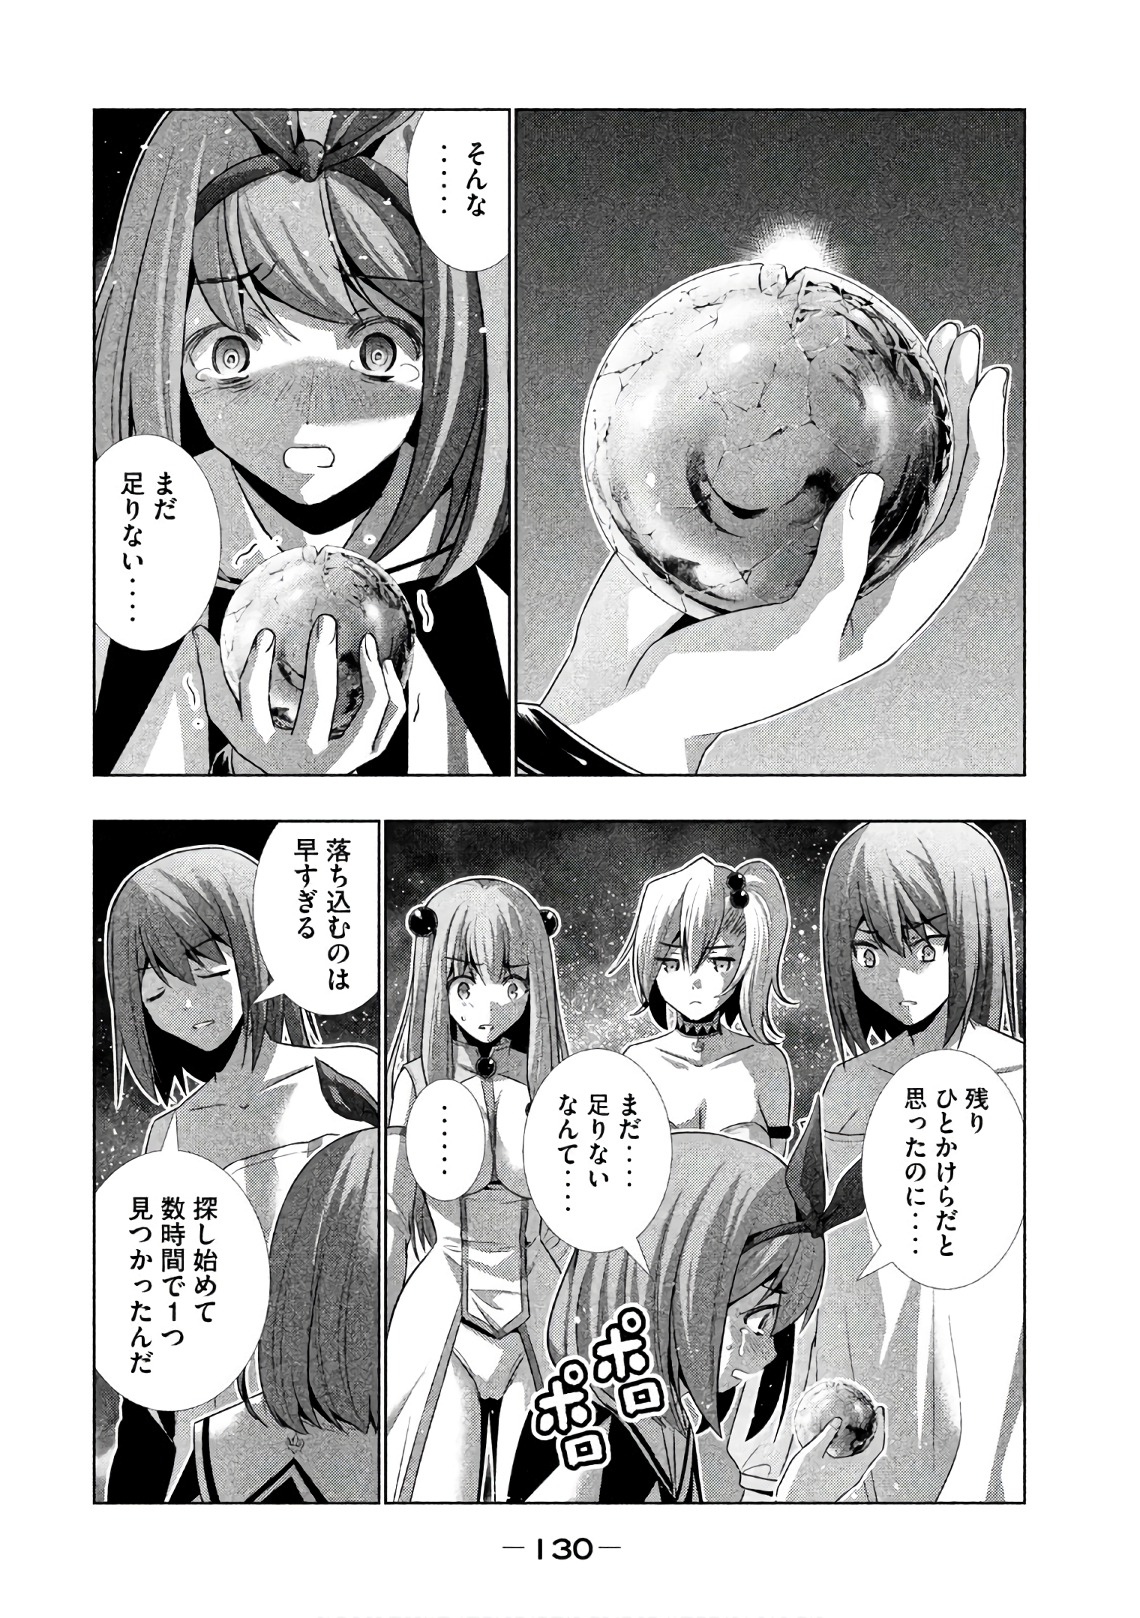 そんな
・・・・・・
まだ
足りない・・・・
残り
ひとかけらだと
思ったのに・・・・
まだ・・・・
足りない
なんて・・・・
・・・・・・
ポロ
ポロ
落ち込むのは
早すぎる
探し始めて
数時間で1つ
見つかったんだ
—130—